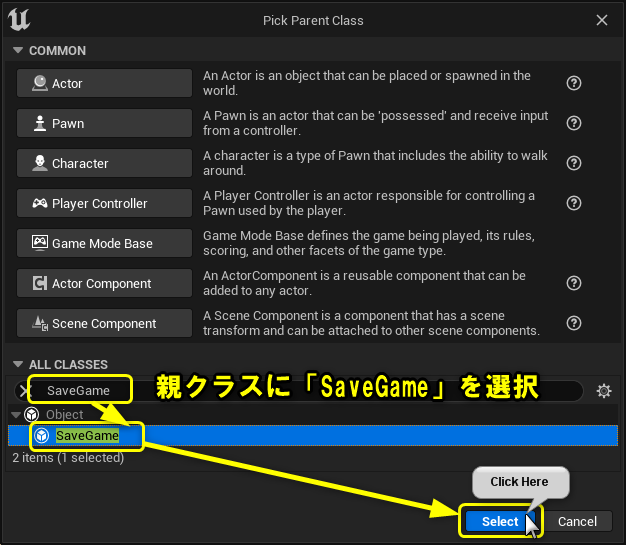 Pick Parent Class
COMMON
Actor
An Actor is an object that can be placed or spawned in the
world.
Pawn
A Pawn is an actor that can be 'possessed' and receive input
from a controller.
Character
A character is a type of Pawn that includes the ability to walk
around.
Player Controller
A Player Controller is an actor responsible for controlling a
Pawn used by the player.
Game Mode Base
Game Mode Base defines the game being played, its rules,
scoring, and other facets of the game type.
Actor Component
An ActorComponent is a reusable component that can be
added to any actor.
Scene Component
A Scene Component is a component that has a scene
transform and can be attached to other scene components.
ALL CLASSES
SaveGame
親クラスに「SaveGame」を選択
Object
SaveGame
2 items (1 selected)
Click Here
Select
Cancel